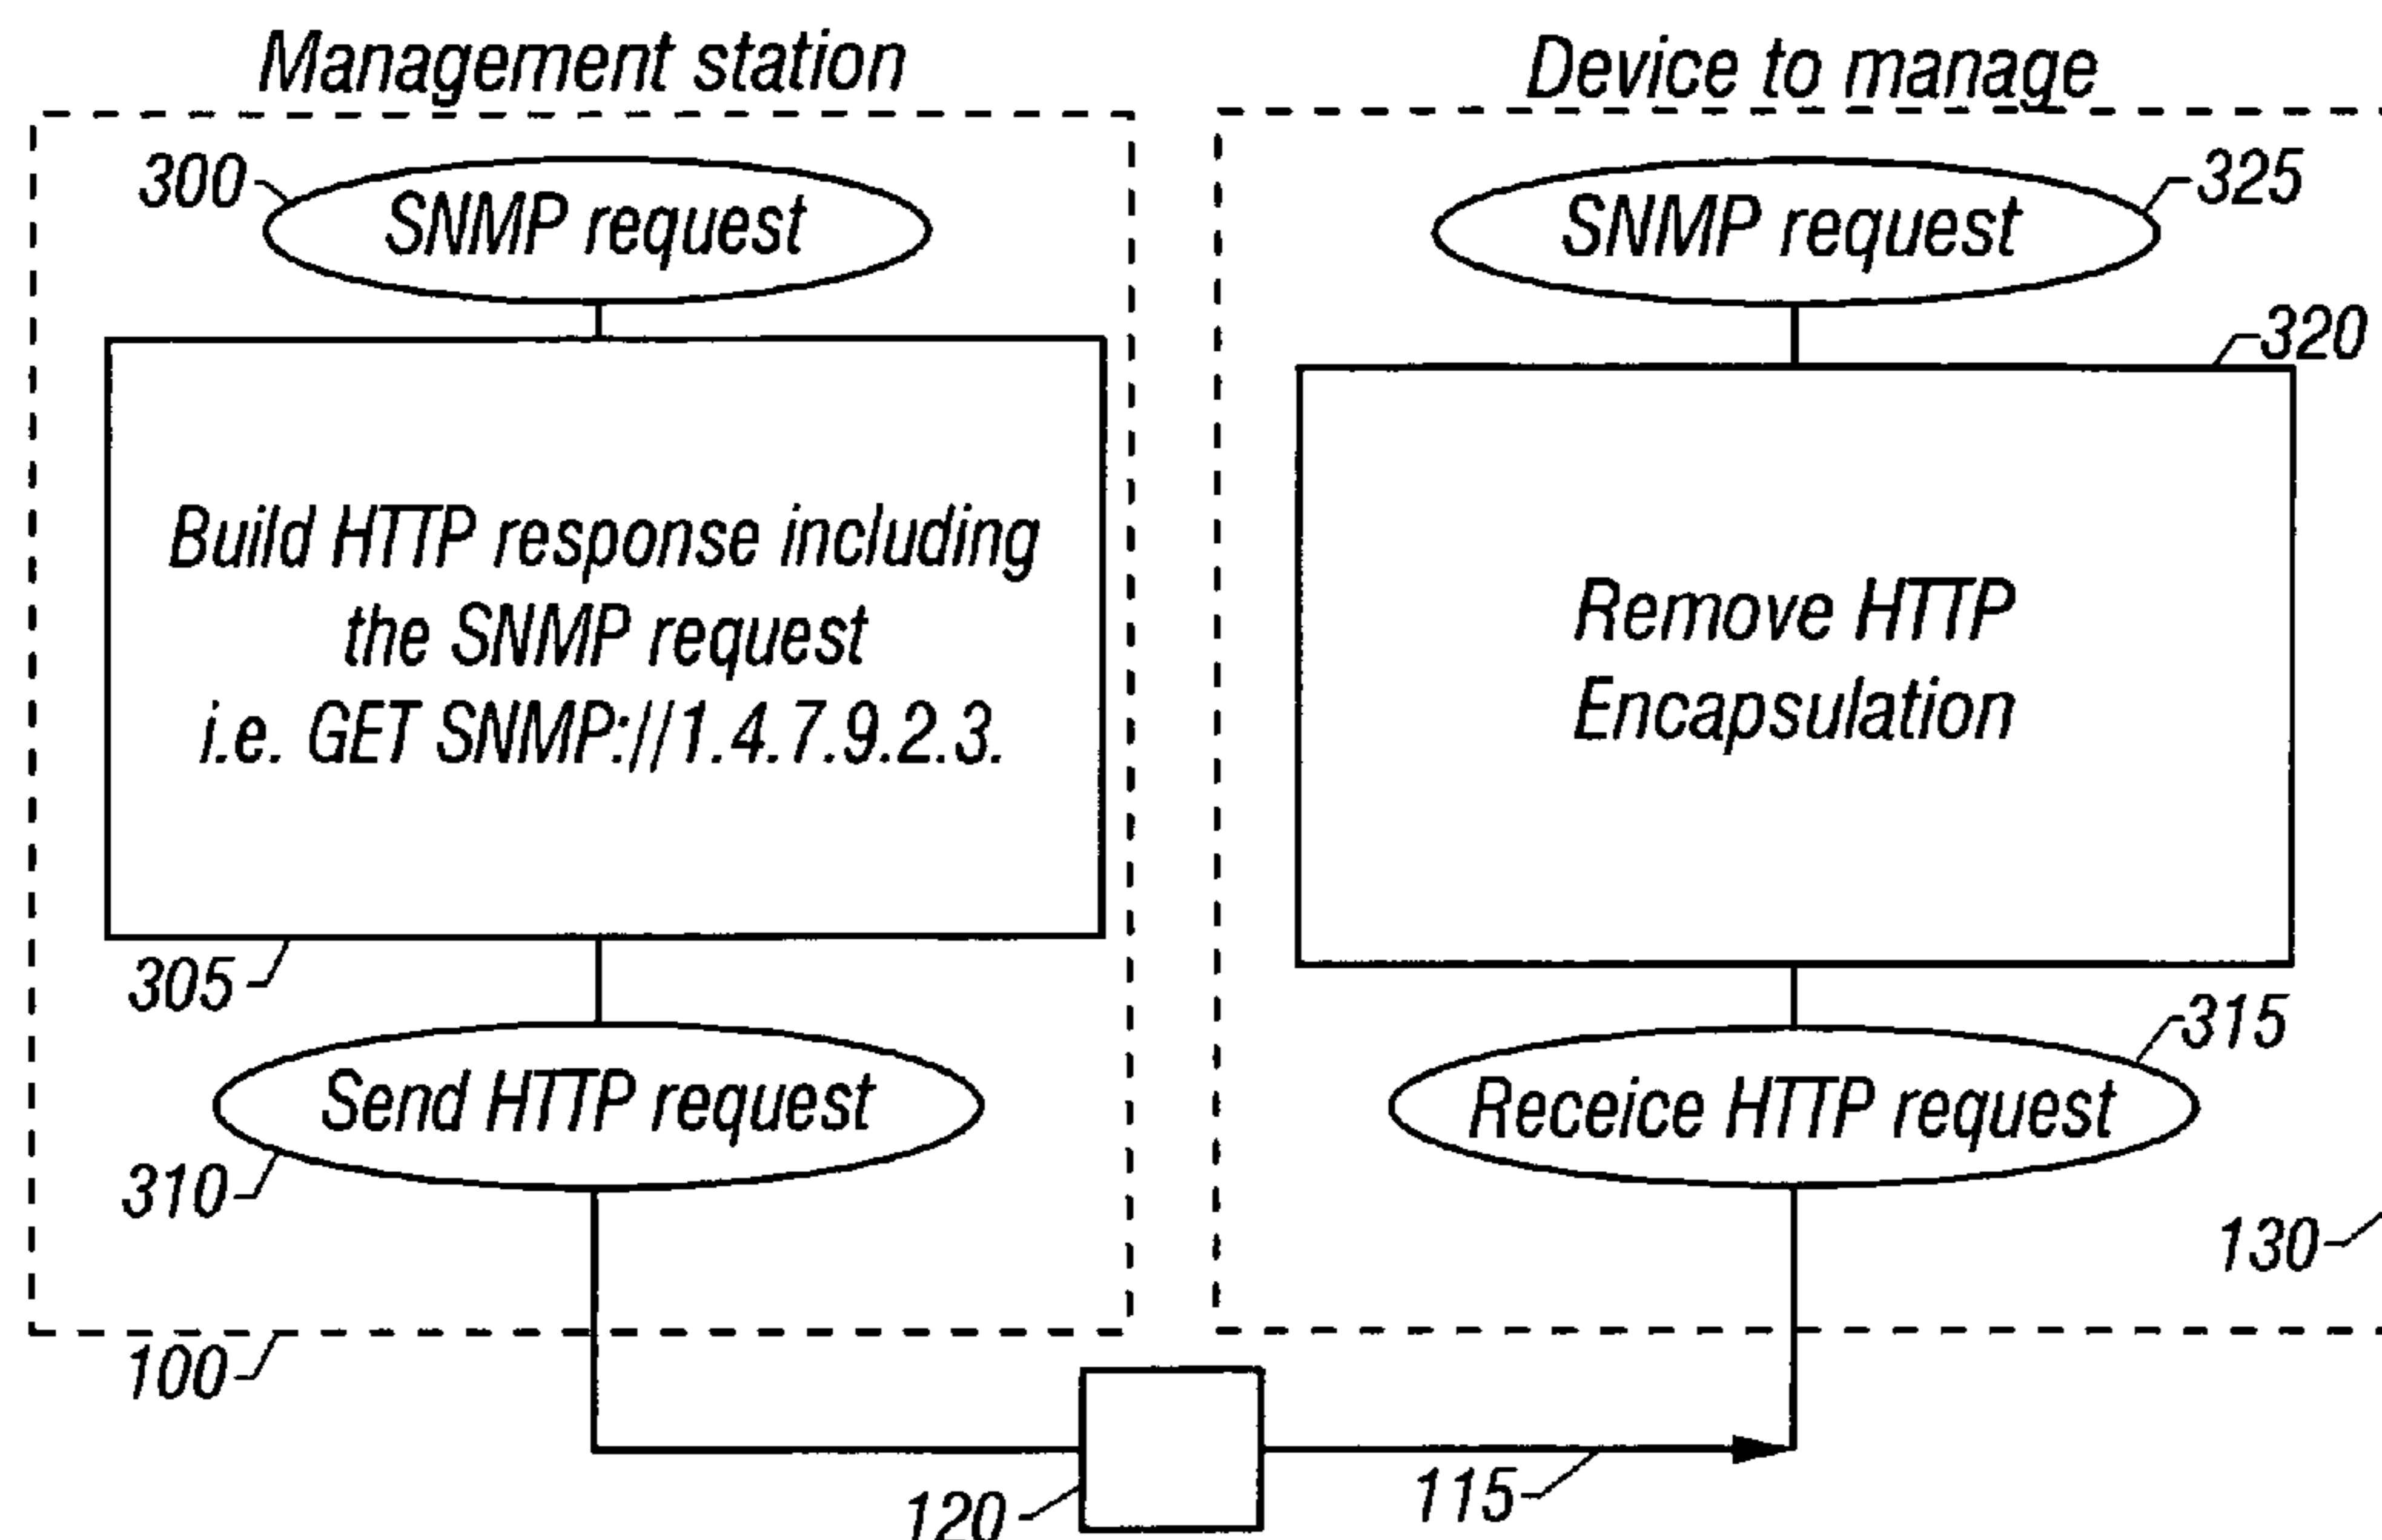 Management station
300
SNMP request
Build HTTP response including
the SNMP request
i.e. GET SNMP://1.4.7.9.2.3.
305
Send HTTP request
310
100
Device to manage
325
SNMP request
320
Remove HTTP
Encapsulation
315
Receice HTTP request
130
120
115